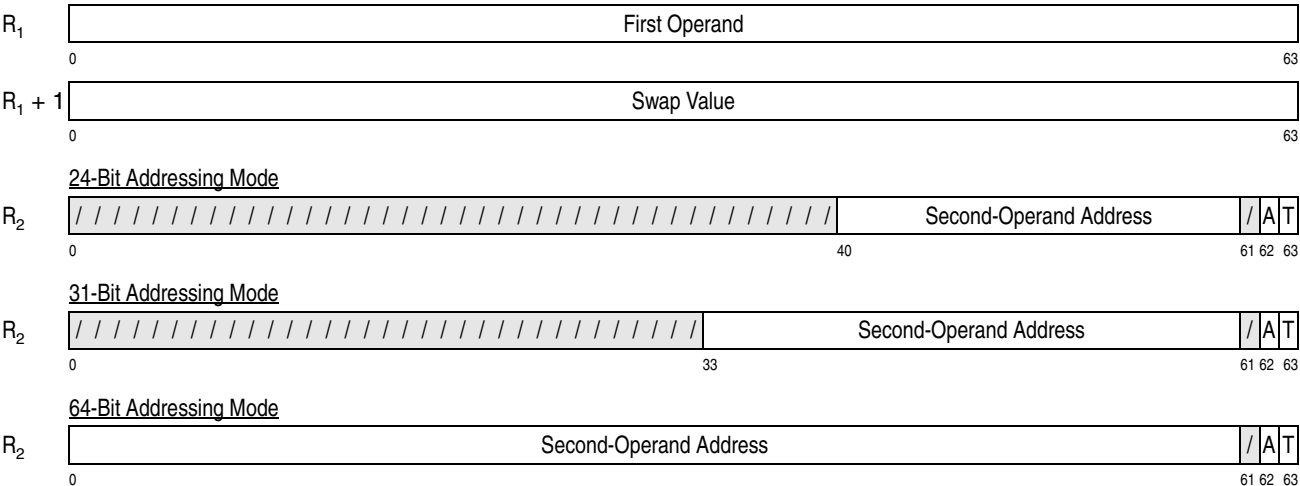 R₁ First Operand
0 63
R₁ + 1 Swap Value
0 63
24-Bit Addressing Mode
R₂ / / / / / / / / / / / / / / / / / / / / / / / / / / / / / / / / / / / / / / / / Second-Operand Address / A T
0 40 61 62 63
31-Bit Addressing Mode
R₂ / / / / / / / / / / / / / / / / / / / / / / / / / / / / / / / / / Second-Operand Address / A T
0 33 61 62 63
64-Bit Addressing Mode
R₂ Second-Operand Address / A T
0 61 62 63